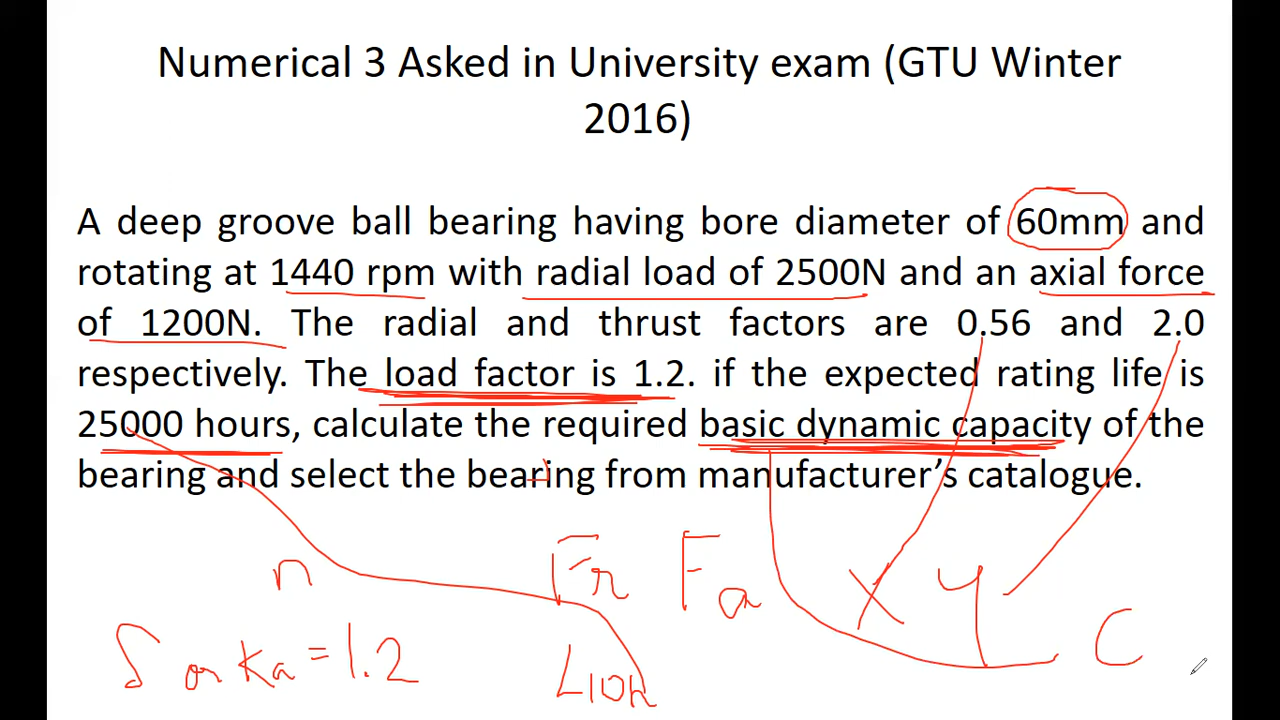 Numerical 3 Asked in University exam (GTU Winter
2016)
A deep groove ball bearing having bore diameter of 60mm and
rotating at 1440 rpm with radial load of 2500N and an axial force
of 1200N. The radial and thrust factors are 0.56 and 2.0
respectively. The load factor is 1.2. if the expected rating life is
25000 hours, calculate the required basic dynamic capacity of the
bearing and select the bearing from manufacturer’s catalogue.
n Fr Fa X Y C
S or Ka = 1.2 L10h